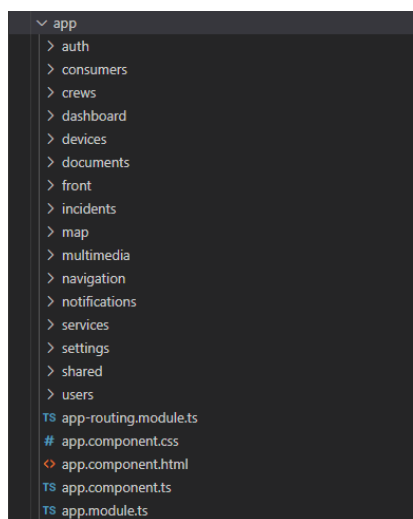 app
auth
consumers
crews
dashboard
devices
documents
front
incidents
map
multimedia
navigation
notifications
services
settings
shared
users
TS app-routing.module.ts
# app.component.css
<> app.component.html
TS app.component.ts
TS app.module.ts